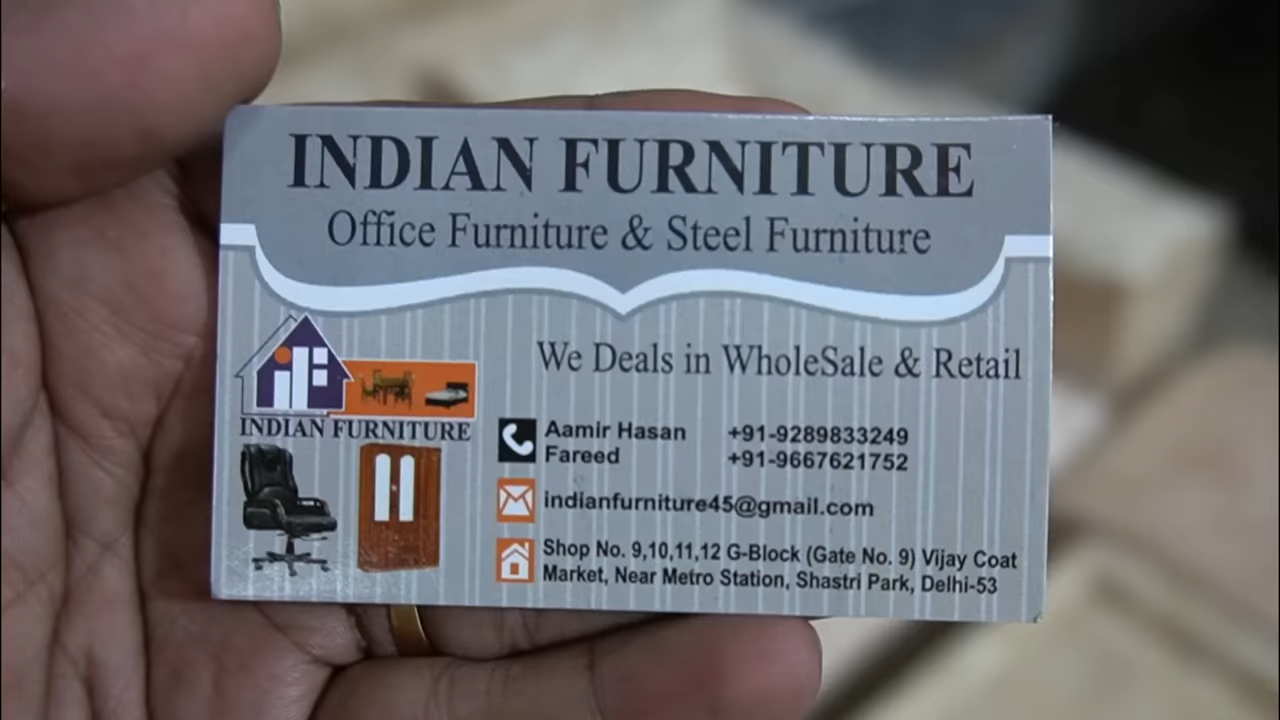 INDIAN FURNITURE
Office Furniture & Steel Furniture
We Deals in WholeSale & Retail
INDIAN FURNITURE
Aamir Hasan +91-9289833249
Fareed +91-9667621752
indianfurniture45@gmail.com
Shop No. 9,10,11,12 G-Block (Gate No. 9) Vijay Coat
Market, Near Metro Station, Shastri Park, Delhi-53